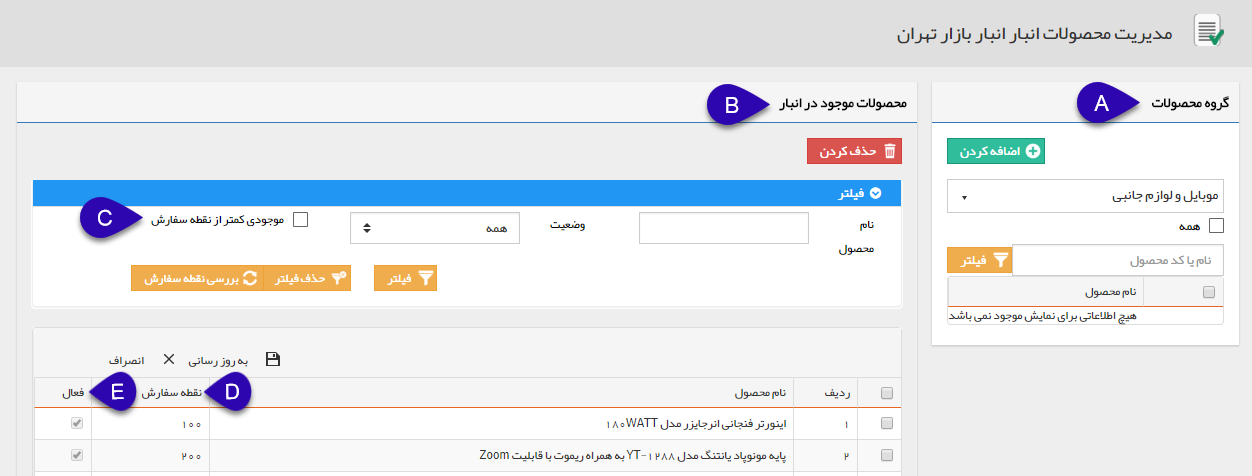 مدیریت محصولات انبار انبار بازار تهران
گروه محصولات
A
اضافه کردن
موبایل و لوازم جانبی
همه
نام یا کد محصول
فیلتر
نام محصول
هیچ اطلاعاتی برای نمایش موجود نمی باشد
محصولات موجود در انبار
B
حذف کردن
فیلتر
نام محصول
وضعیت
همه
موجودی کمتر از نقطه سفارش
C
فیلتر
حذف فیلتر
بررسی نقطه سفارش
به روز رسانی
انصراف
ردیف
نام محصول
D
نقطه سفارش
E
فعال
۱
اینورتر فنجانی انرجایزر مدل ۱۸۰WATT
۱۰۰
۲
پایه مونوپاد یانتنگ مدل YT-۱۲۸۸ به همراه ریموت با قابلیت Zoom
۲۰۰